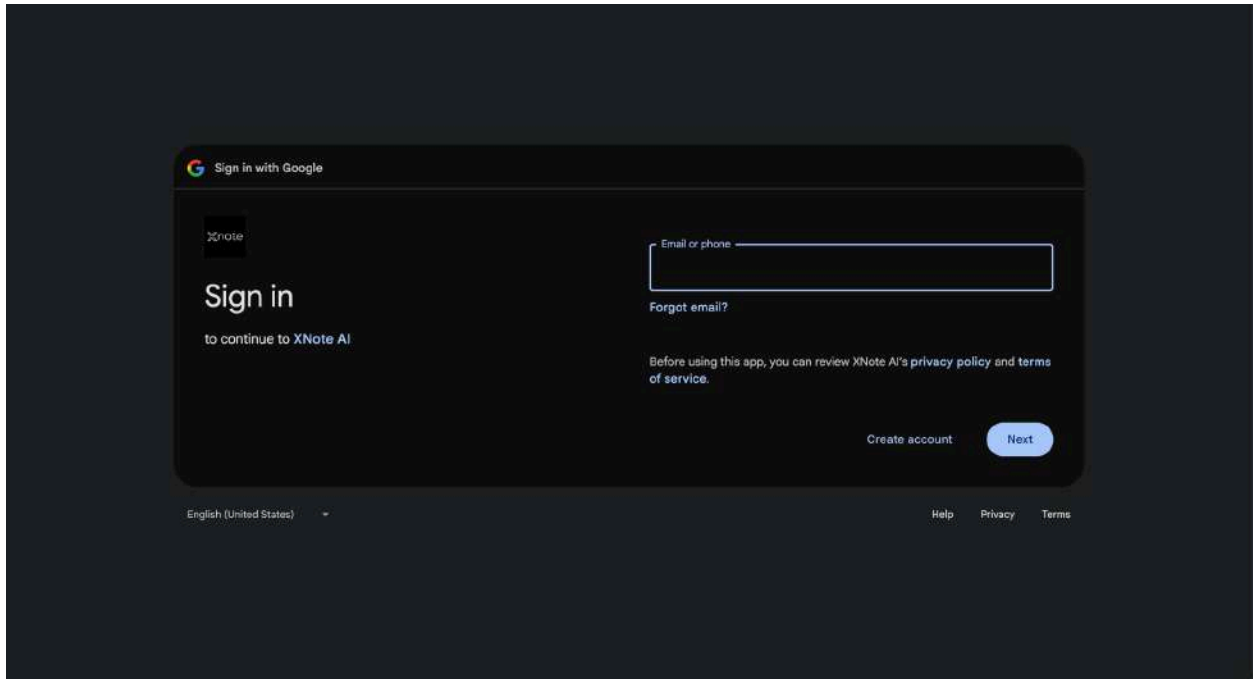 Sign in with Google
Xnote
Sign in
to continue to XNote AI
Email or phone
Forgot email?
Before using this app, you can review XNote AI's privacy policy and terms
of service.
Create account
Next
English (United States)
Help
Privacy
Terms